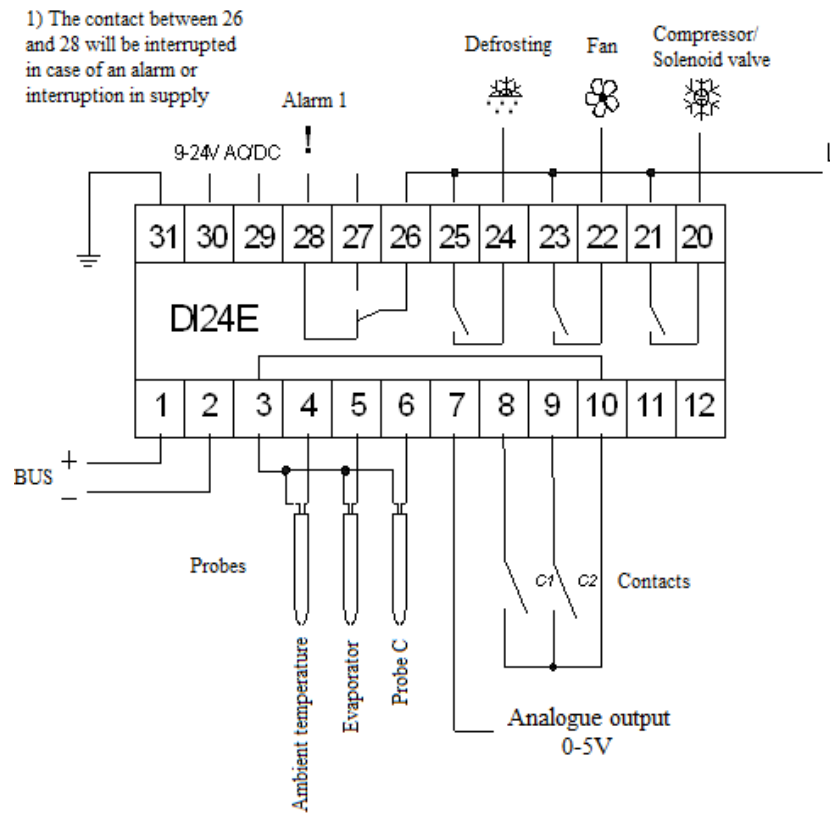 1) The contact between 26
and 28 will be interrupted
in case of an alarm or
interruption in supply
Alarm 1
!
Defrosting
Fan
Compressor/
Solenoid valve
9-24V AC/DC
L
31 30 29 28 27 26 25 24 23 22 21 20
DI24E
1 2 3 4 5 6 7 8 9 10 11 12
BUS
+
–
Probes
C1 C2
Contacts
Ambient temperature
Evaporator
Probe C
Analogue output
0-5V